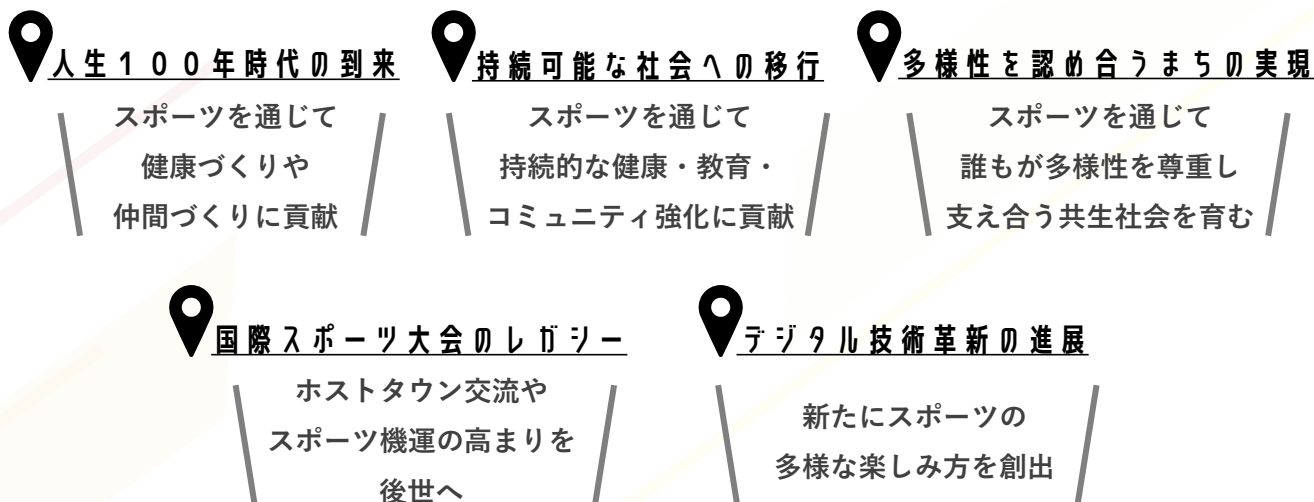 人生１００年時代の到来
スポーツを通じて
健康づくりや
仲間づくりに貢献
持続可能な社会への移行
スポーツを通じて
持続的な健康・教育・
コミュニティ強化に貢献
多様性を認め合うまちの実現
スポーツを通じて
誰もが多様性を尊重し
支え合う共生社会を育む
国際スポーツ大会のレガシー
ホストタウン交流や
スポーツ機運の高まりを
後世へ
デジタル技術革新の進展
新たにスポーツの
多様な楽しみ方を創出